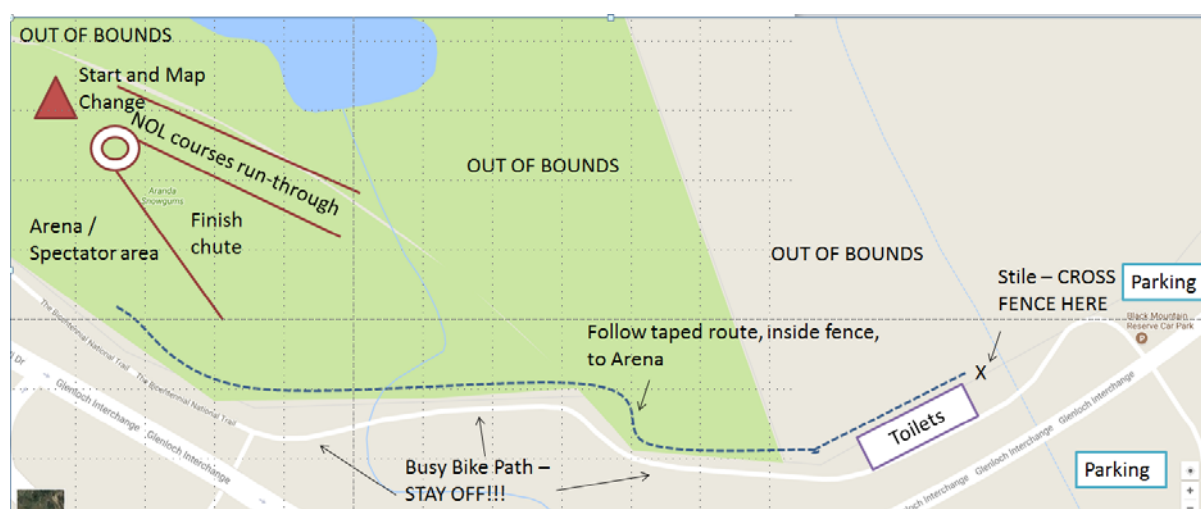 OUT OF BOUNDS
Start and Map
Change
NOL courses run-through
Aranda
Snowgums
Arena /
Spectator area
Finish
chute
OUT OF BOUNDS
OUT OF BOUNDS
Stile – CROSS
FENCE HERE
Parking
Black Mountain
Reserve Car Park
P
Follow taped route, inside fence,
to Arena
X
Toilets
The Bicentennial National Trail
The Bicentennial National Trail
Dr
Glenloch Interchange
Glenloch Interchange
Busy Bike Path –
STAY OFF!!!
Glenloch Interchange
Glenloch Interchange
Parking
+